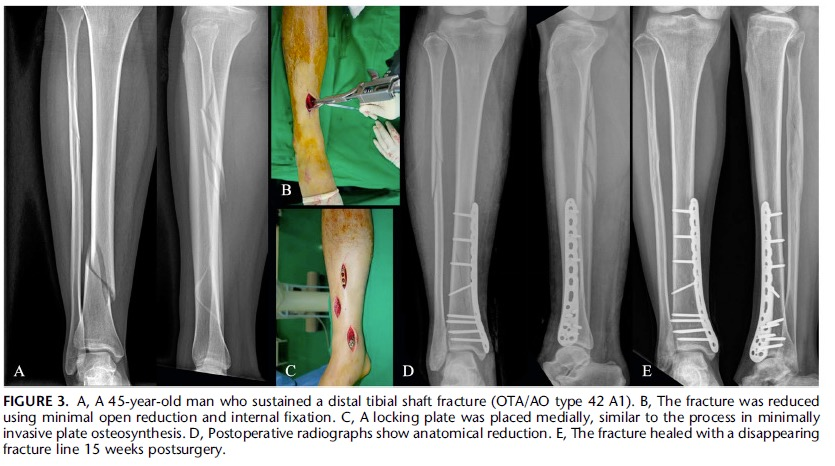 A
B
C
D
E
FIGURE 3. A, A 45-year-old man who sustained a distal tibial shaft fracture (OTA/AO type 42 A1). B, The fracture was reduced
using minimal open reduction and internal fixation. C, A locking plate was placed medially, similar to the process in minimally
invasive plate osteosynthesis. D, Postoperative radiographs show anatomical reduction. E, The fracture healed with a disappearing
fracture line 15 weeks postsurgery.